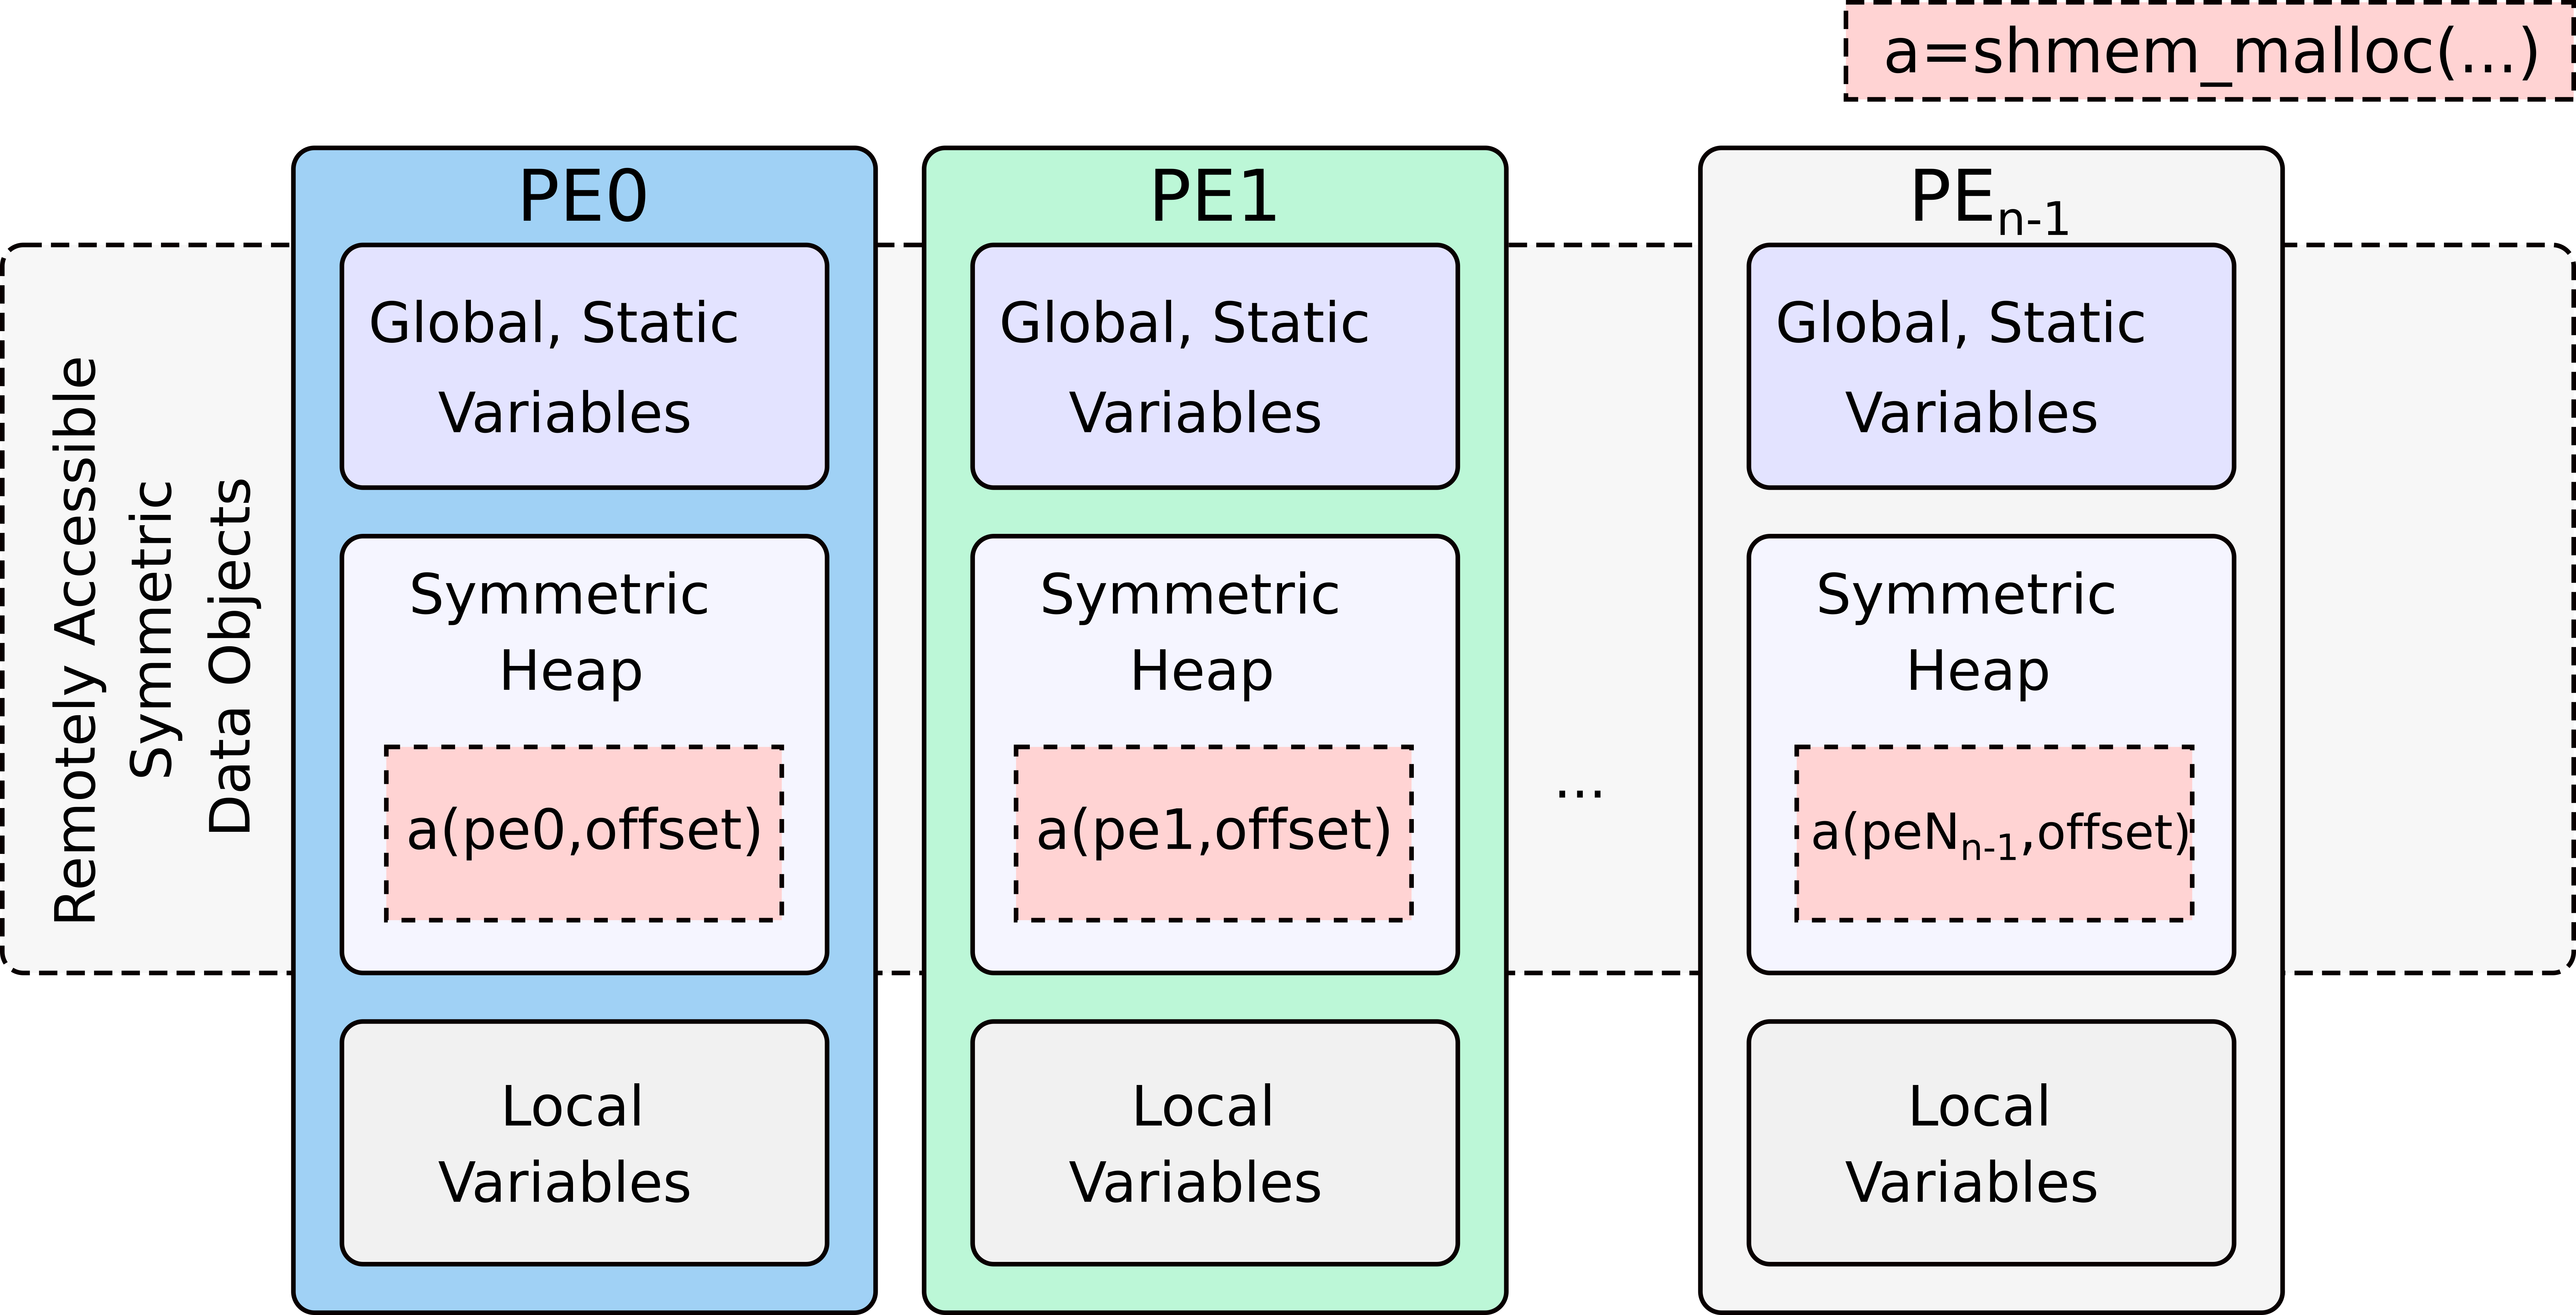 a=shmem_malloc(...)
Remotely Accessible
Symmetric
Data Objects
PE0
Global, Static
Variables
Symmetric
Heap
a(pe0,offset)
Local
Variables
PE1
Global, Static
Variables
Symmetric
Heap
a(pe1,offset)
Local
Variables
...
PEn-1
Global, Static
Variables
Symmetric
Heap
a(peNn-1,offset)
Local
Variables